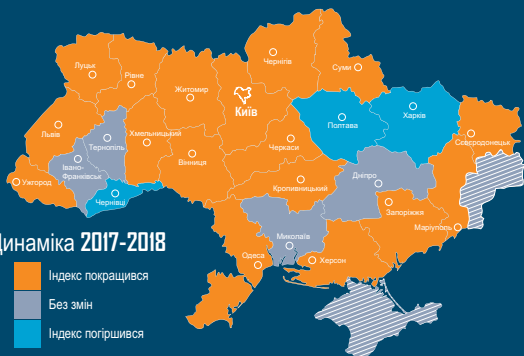 Луцьк
Рівне
Житомир
Чернігів
Суми
Київ
Львів
Тернопіль
Хмельницький
Вінниця
Черкаси
Полтава
Харків
Сєвєродонецьк
Івано-
Франківськ
Ужгород
Чернівці
Кропивницький
Дніпро
Запоріжжя
Маріуполь
Миколаїв
Одеса
Херсон
Динаміка 2017-2018
Індекс покращився
Без змін
Індекс погіршився